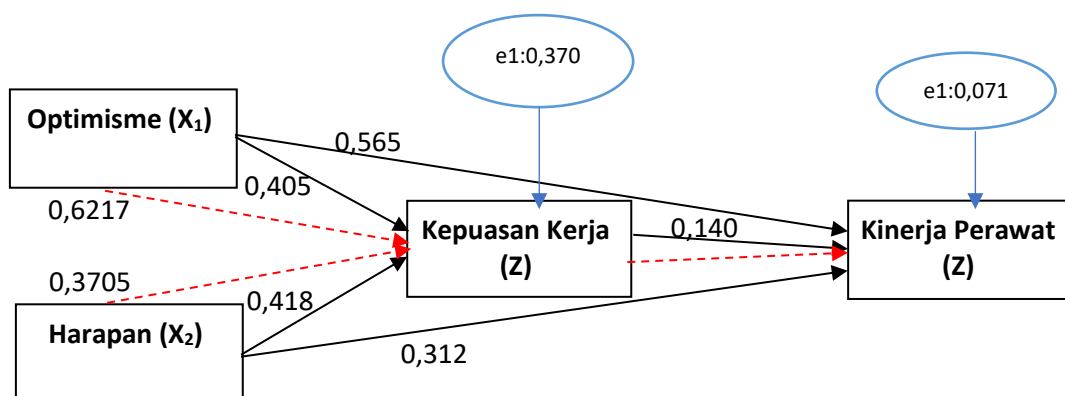 e1:0,370
e1:0,071
Optimisme (X₁)
0,565
0,405
0,6217
Kepuasan Kerja
(Z)
0,140
Kinerja Perawat
(Z)
0,3705
0,418
Harapan (X₂)
0,312